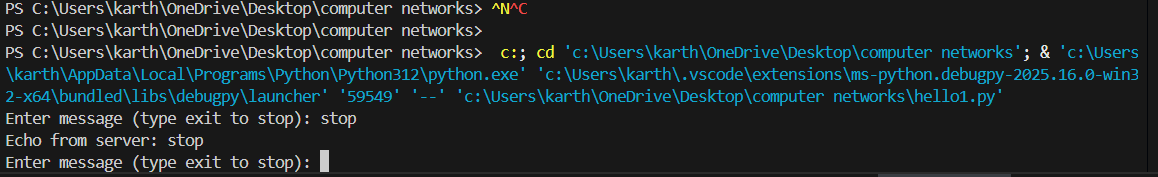 PS C:\Users\karth\OneDrive\Desktop\computer networks> ^N^C
PS C:\Users\karth\OneDrive\Desktop\computer networks>
PS C:\Users\karth\OneDrive\Desktop\computer networks>  c:; cd 'c:\Users\karth\OneDrive\Desktop\computer networks'; & 'c:\Users
\karth\AppData\Local\Programs\Python\Python312\python.exe' 'c:\Users\karth\.vscode\extensions\ms-python.debugpy-2025.16.0-win3
2-x64\bundled\libs\debugpy\launcher' '59549' '--' 'c:\Users\karth\OneDrive\Desktop\computer networks\hello1.py'
Enter message (type exit to stop): stop
Echo from server: stop
Enter message (type exit to stop):